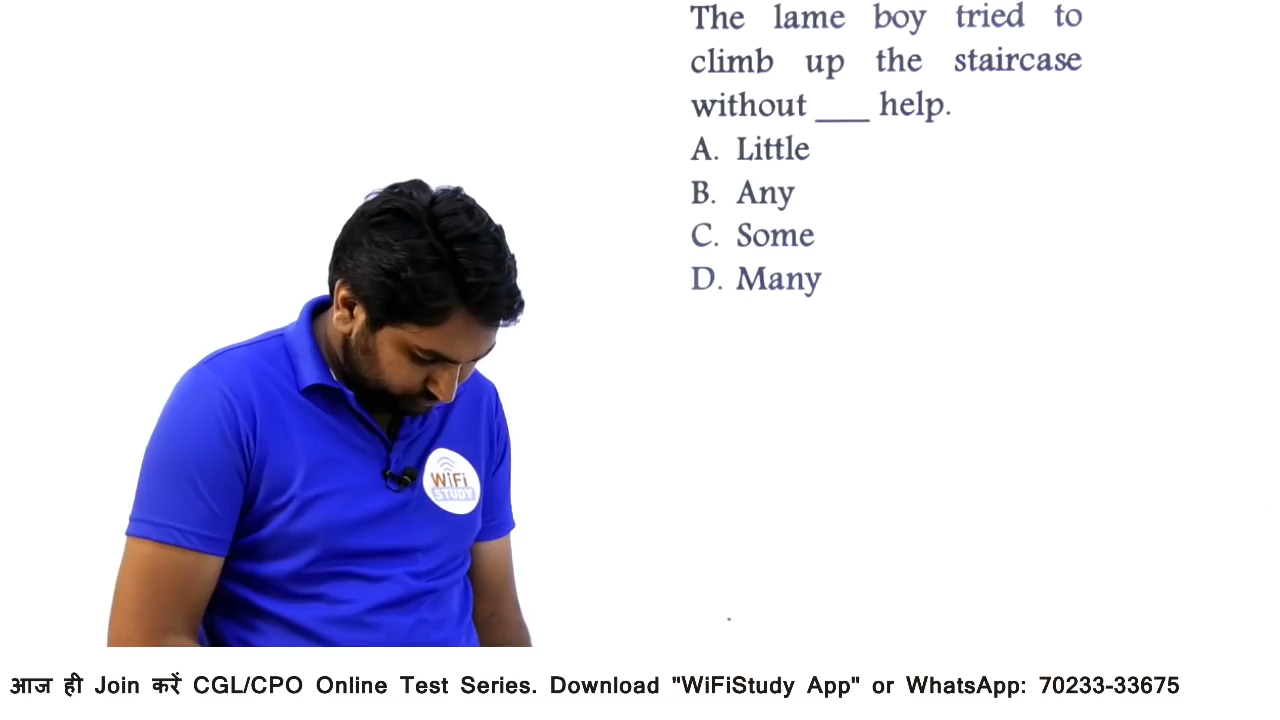 The lame boy tried to
climb up the staircase
without ___ help.
A. Little
B. Any
C. Some
D. Many
WiFi
STUDY
आज ही Join करें CGL/CPO Online Test Series. Download "WiFiStudy App" or WhatsApp: 70233-33675